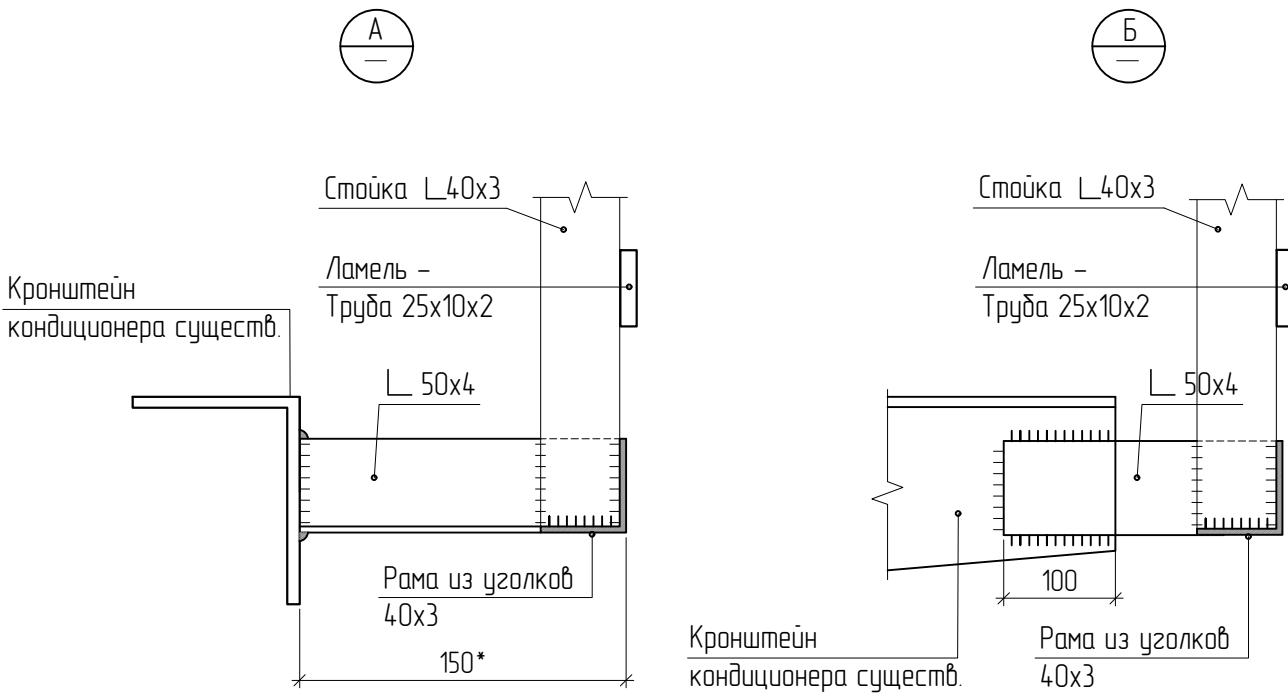 А
—
Стойка ∟40х3
Ламель –
Труба 25х10х2
Кронштейн
кондиционера существ.
∟ 50х4
Рама из уголков
40х3
150*
Б
—
Стойка ∟40х3
Ламель –
Труба 25х10х2
∟ 50х4
100
Кронштейн
кондиционера существ.
Рама из уголков
40х3